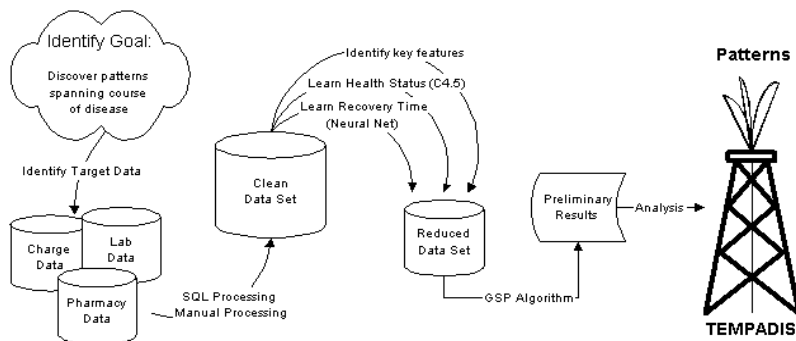 Identify Goal:
Discover patterns
spanning course
of disease
Identify Target Data
Charge
Data
Lab
Data
Pharmacy
Data
SQL Processing
Manual Processing
Clean
Data Set
Identify key features
Learn Health Status (C4.5)
Learn Recovery Time
(Neural Net)
Reduced
Data Set
GSP Algorithm
Preliminary
Results
Analysis
Patterns
TEMPADIS